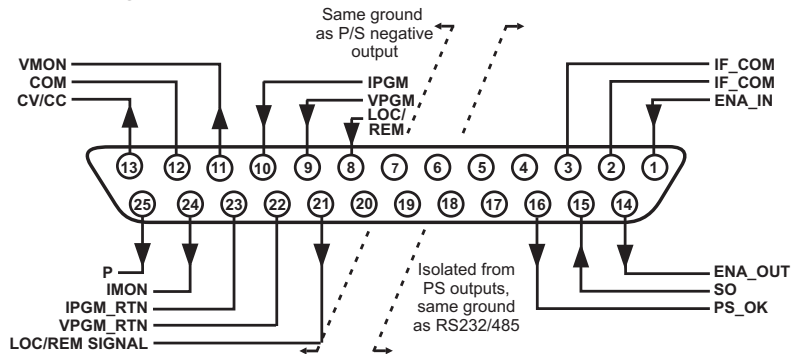 Same ground
as P/S negative
output
VMON
COM
CV/CC
IPGM
VPGM
LOC/
REM
IF_COM
IF_COM
ENA_IN
13 12 11 10 9 8 7 6 5 4 3 2 1
25 24 23 22 21 20 19 18 17 16 15 14
P
IMON
IPGM_RTN
VPGM_RTN
LOC/REM SIGNAL
Isolated from
PS outputs,
same ground
as RS232/485
ENA_OUT
SO
PS_OK